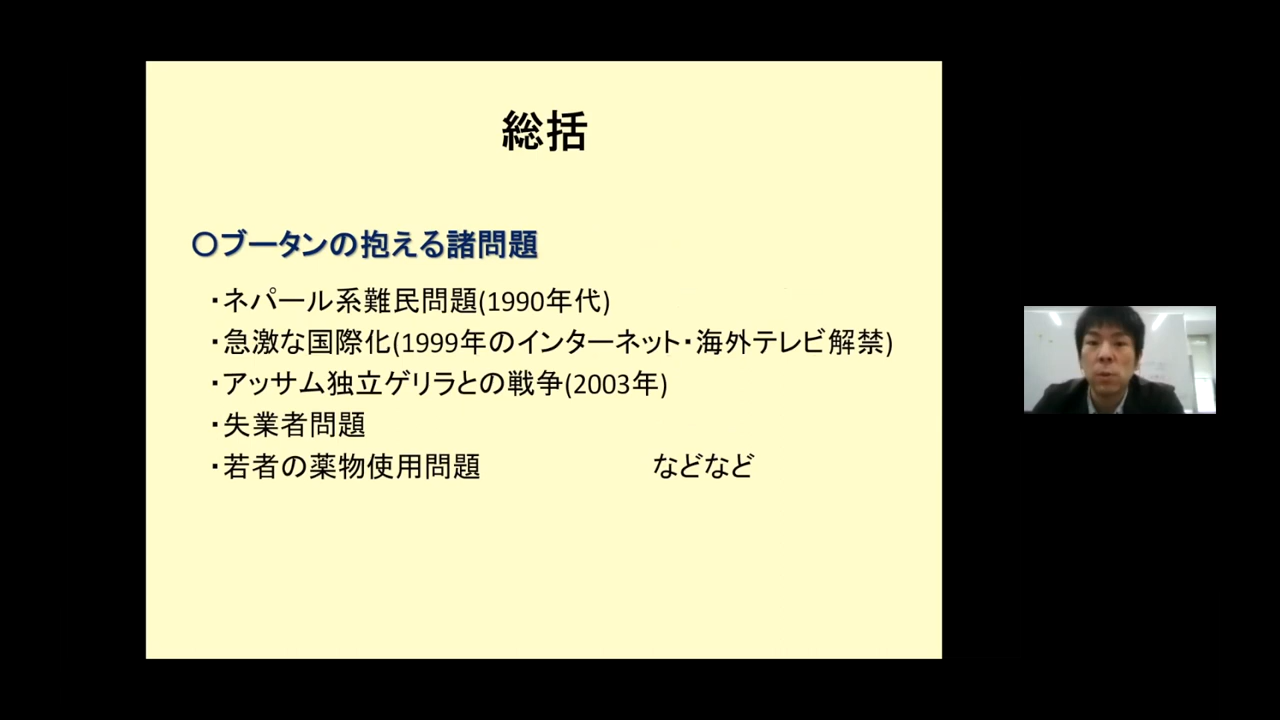 総括
〇ブータンの抱える諸問題
・ネパール系難民問題(1990年代)
・急激な国際化(1999年のインターネット・海外テレビ解禁)
・アッサム独立ゲリラとの戦争(2003年)
・失業者問題
・若者の薬物使用問題 などなど